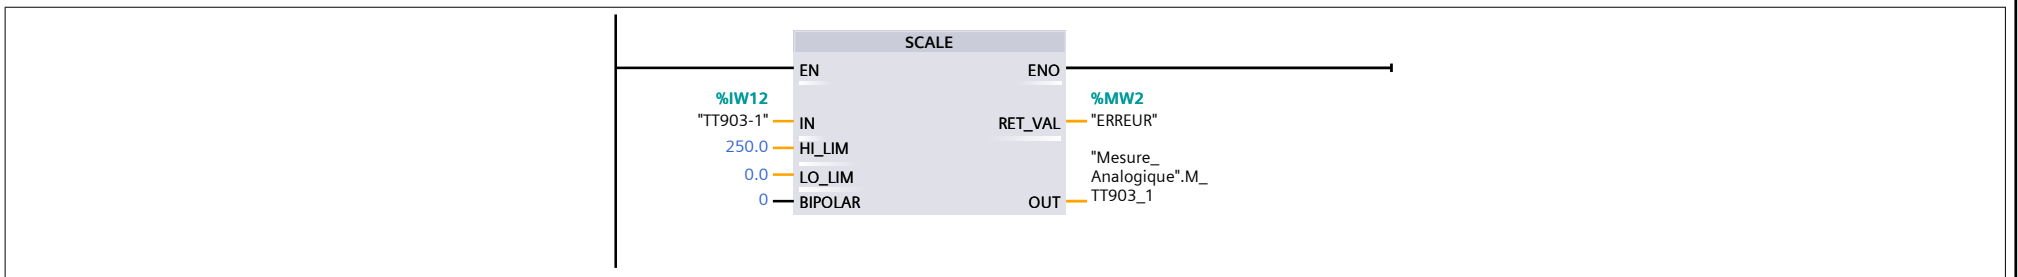 SCALE
EN
ENO
%IW12
%MW2
"TT903-1"
IN
RET_VAL
"ERREUR"
250.0
HI_LIM
"Mesure_
Analogique".M_
TT903_1
0.0
LO_LIM
0
BIPOLAR
OUT